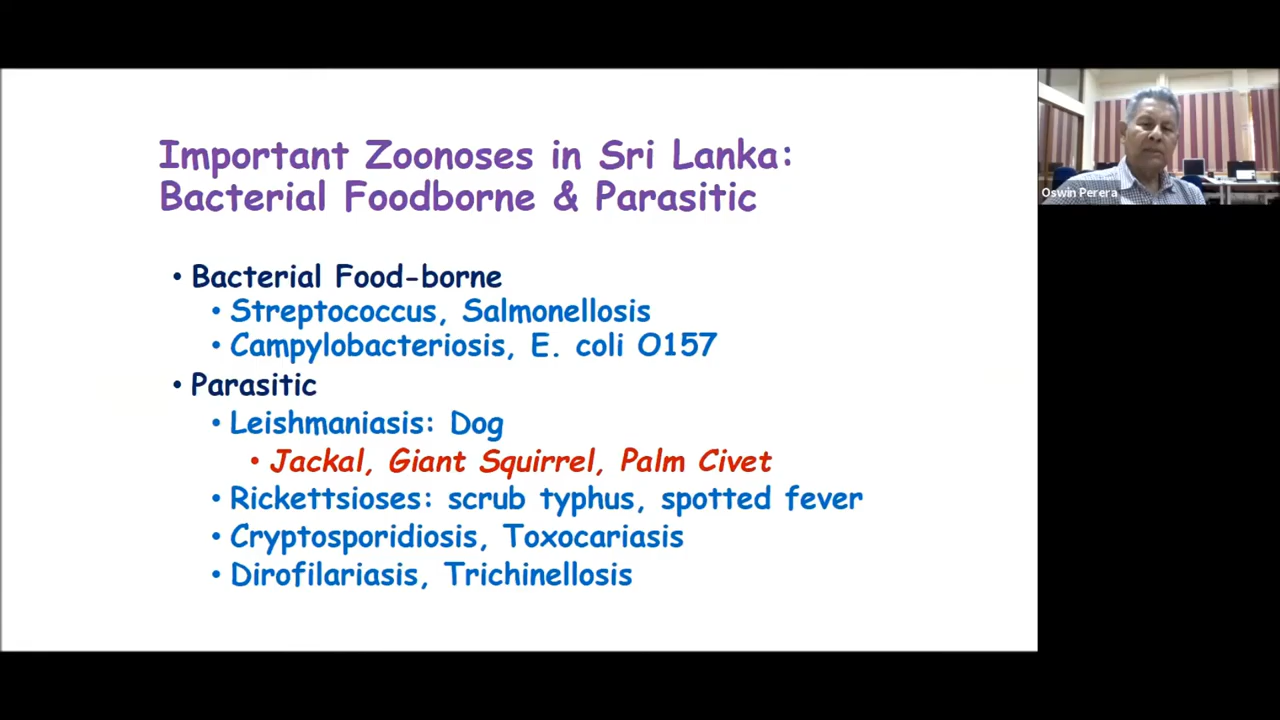 Important Zoonoses in Sri Lanka:
Bacterial Foodborne & Parasitic
• Bacterial Food-borne
• Streptococcus, Salmonellosis
• Campylobacteriosis, E. coli O157
• Parasitic
• Leishmaniasis: Dog
• Jackal, Giant Squirrel, Palm Civet
• Rickettsioses: scrub typhus, spotted fever
• Cryptosporidiosis, Toxocariasis
• Dirofilariasis, Trichinellosis
Oswin Perera